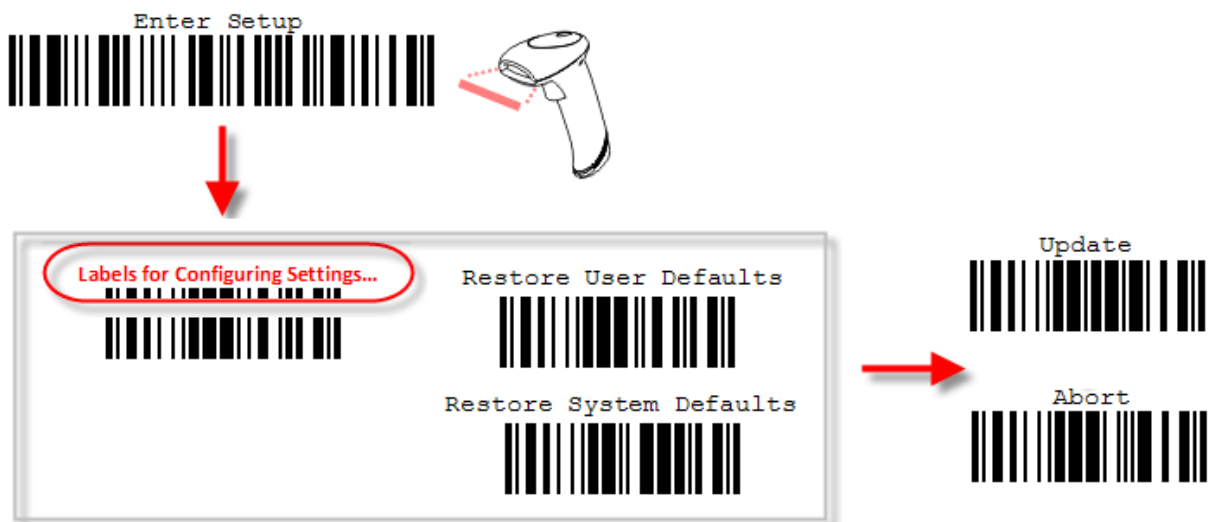 Enter Setup
Labels for Configuring Settings...
Restore User Defaults
Restore System Defaults
Update
Abort